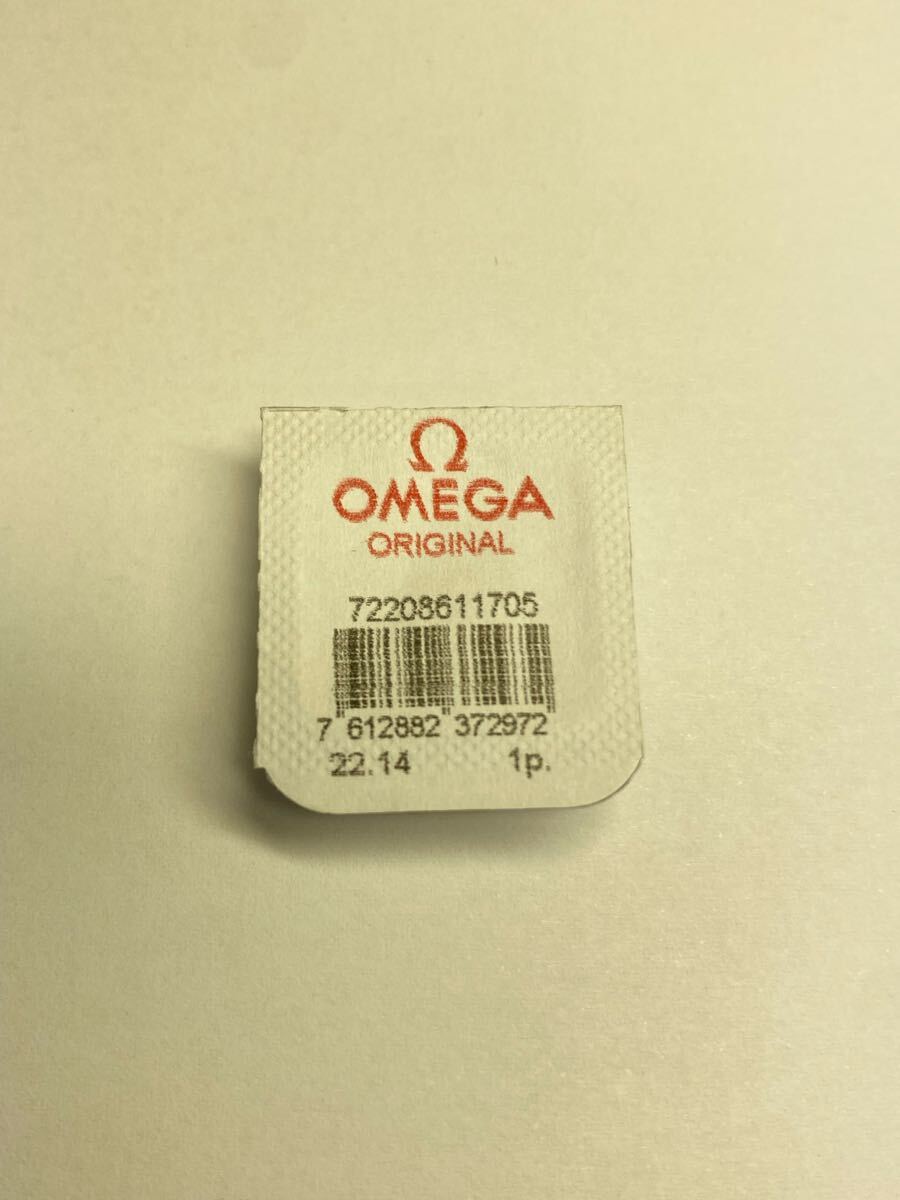 Ω
OMEGA
ORIGINAL
72208611705
7"612882"372972"
22.14 1p.